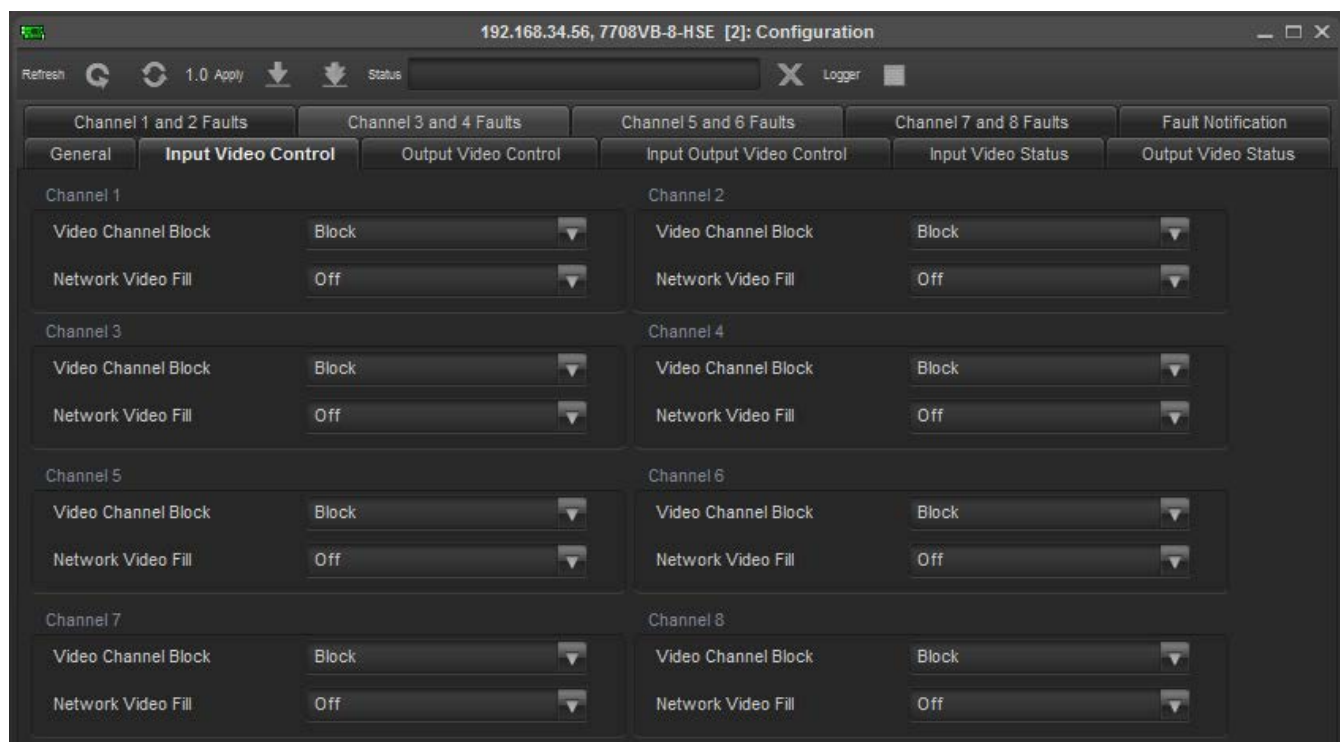 192.168.34.56, 7708VB-8-HSE [2]: Configuration
Refresh 1.0 Apply Status Logger
Channel 1 and 2 Faults Channel 3 and 4 Faults Channel 5 and 6 Faults Channel 7 and 8 Faults Fault Notification
General Input Video Control Output Video Control Input Output Video Control Input Video Status Output Video Status
Channel 1 Channel 2
Video Channel Block Block Video Channel Block Block
Network Video Fill Off Network Video Fill Off
Channel 3 Channel 4
Video Channel Block Block Video Channel Block Block
Network Video Fill Off Network Video Fill Off
Channel 5 Channel 6
Video Channel Block Block Video Channel Block Block
Network Video Fill Off Network Video Fill Off
Channel 7 Channel 8
Video Channel Block Block Video Channel Block Block
Network Video Fill Off Network Video Fill Off